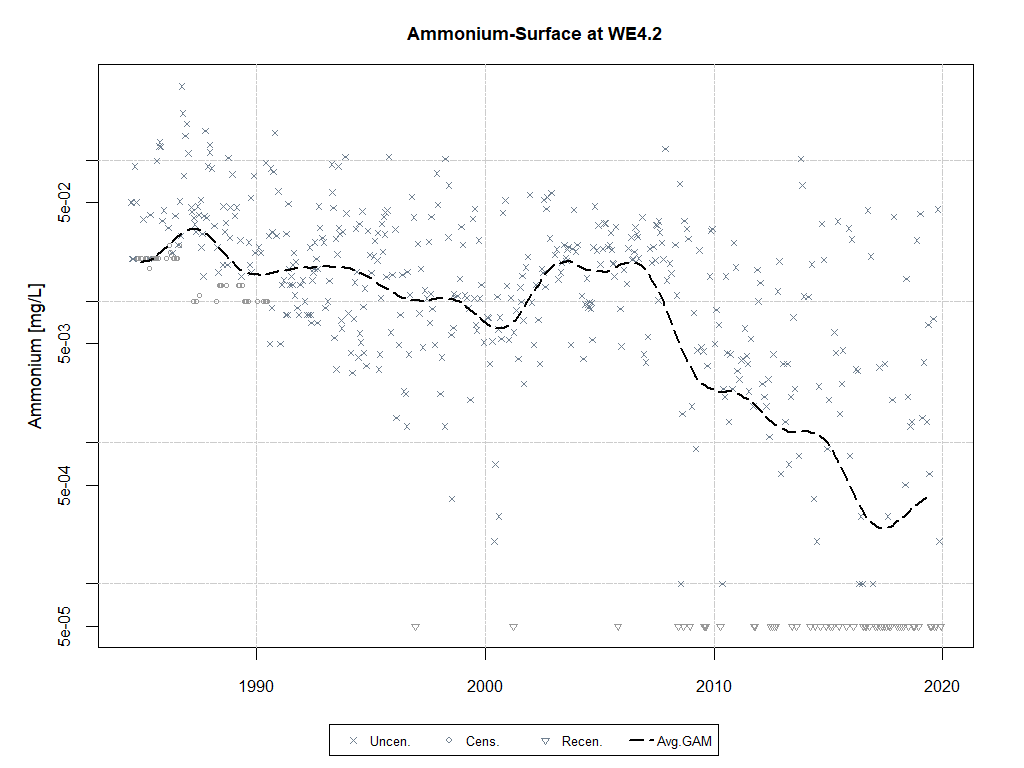 Ammonium-Surface at WE4.2
Ammonium [mg/L]
5e-02
5e-03
5e-04
5e-05
1990 2000 2010 2020
Uncen. Cens. Recen. Avg.GAM